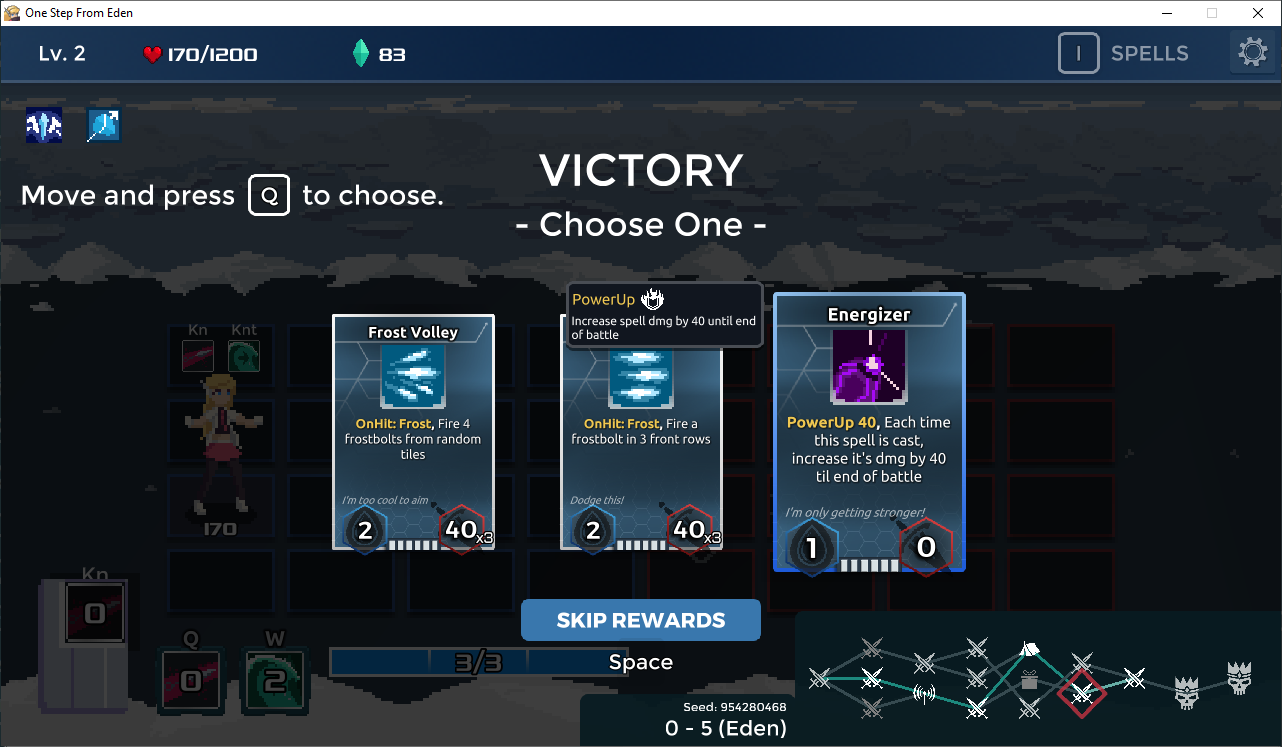 One Step From Eden
Lv. 2
170/1200
83
I
SPELLS
VICTORY
Move and press Q to choose.
- Choose One -
PowerUp
Increase spell dmg by 40 until end
of battle
Kn
Knt
170
Frost Volley
OnHit: Frost, Fire 4
frostbolts from random
tiles
I'm too cool to aim
2
40x3
OnHit: Frost, Fire a
frostbolt in 3 front rows
Dodge this!
2
40x3
Energizer
PowerUp 40, Each time
this spell is cast,
increase it's dmg by 40
til end of battle
I'm only getting stronger!
1
0
Kn
0
Q
0
W
2
3/3
SKIP REWARDS
Space
Seed: 954280468
0 - 5 (Eden)